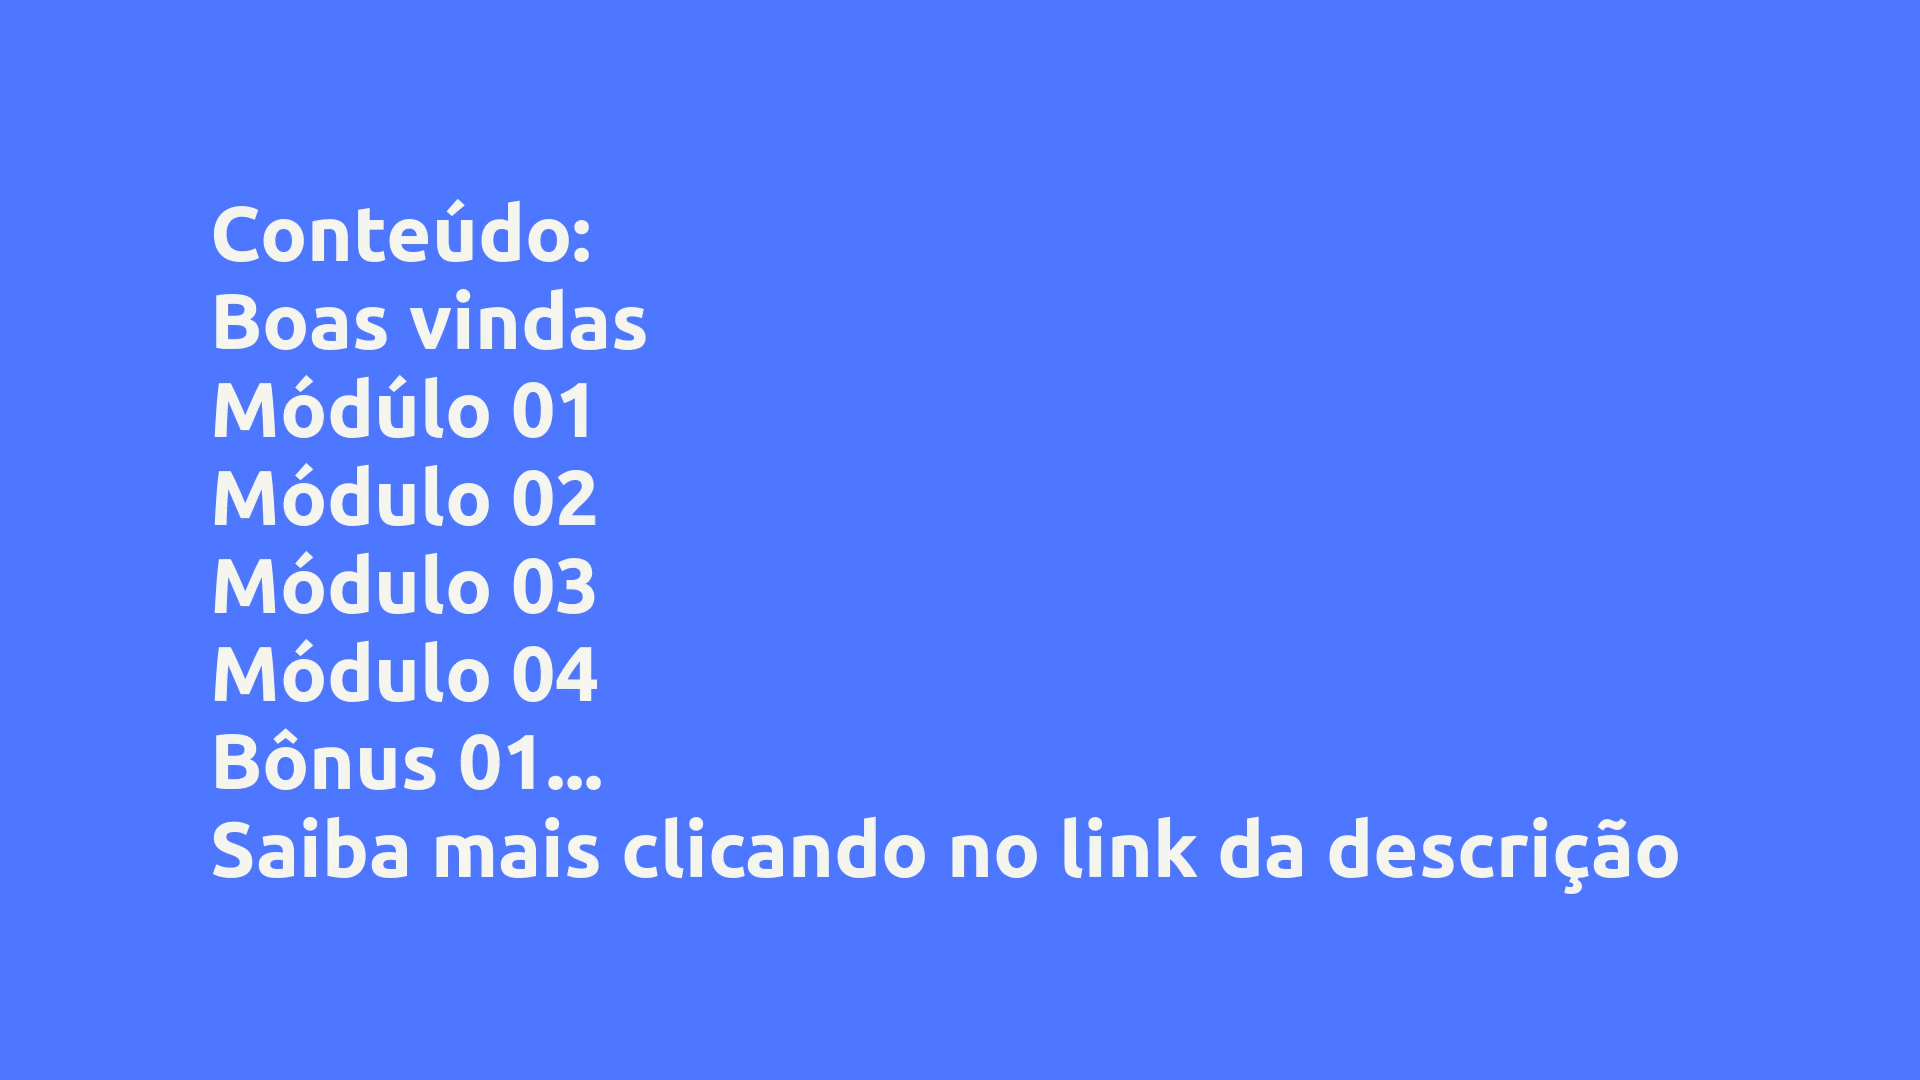 Conteúdo:
Boas vindas
Módúlo 01
Módulo 02
Módulo 03
Módulo 04
Bônus 01...
Saiba mais clicando no link da descrição